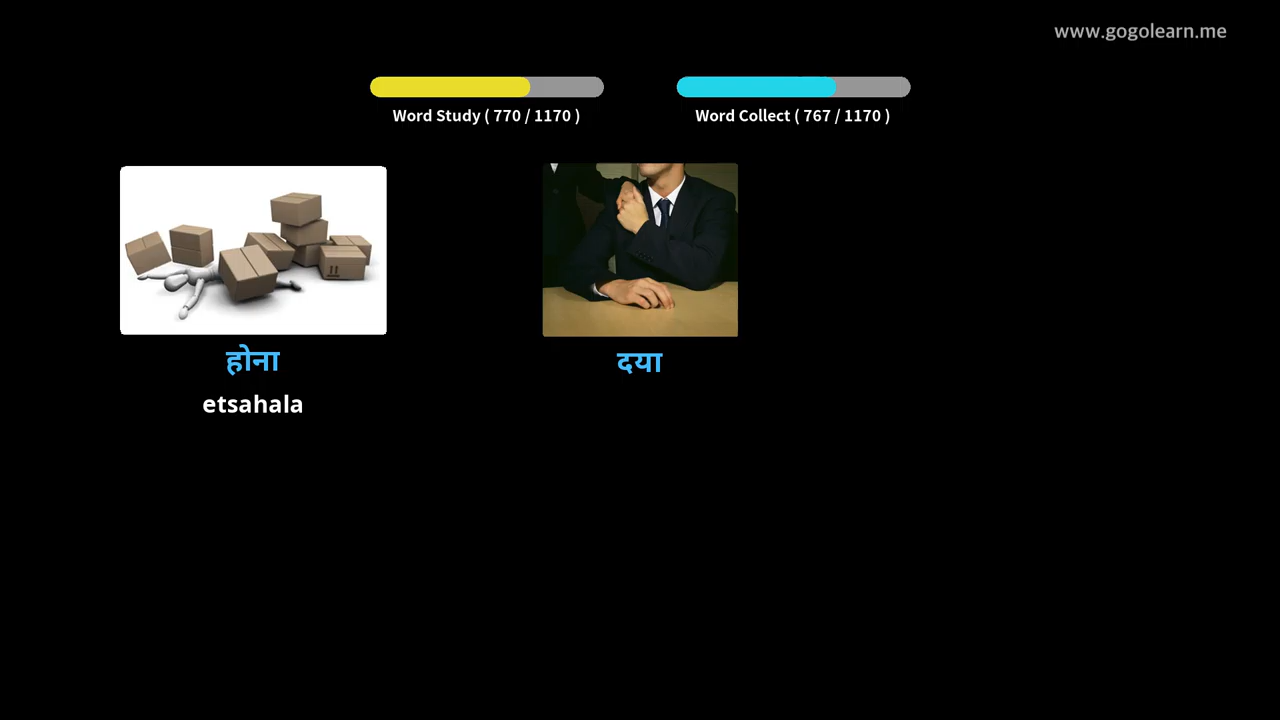 www.gogolearn.me
Word Study ( 770 / 1170 )
Word Collect ( 767 / 1170 )
होना
दया
etsahala